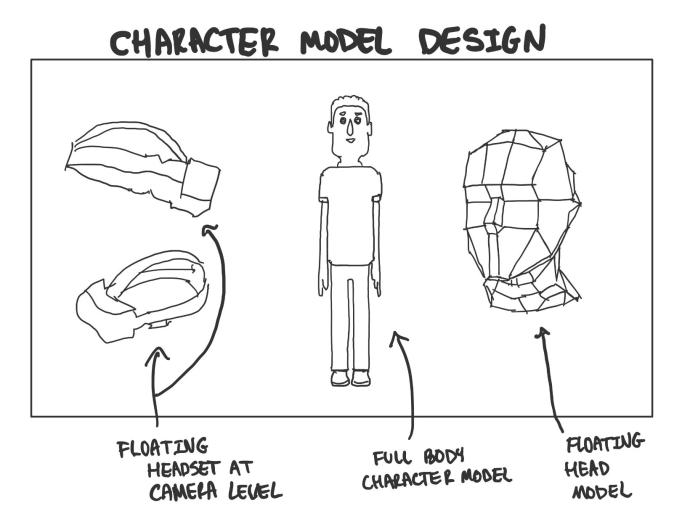 CHARACTER MODEL DESIGN
FLOATING
HEADSET AT
CAMERA LEVEL
FULL BODY
CHARACTER MODEL
FLOATING
HEAD
MODEL